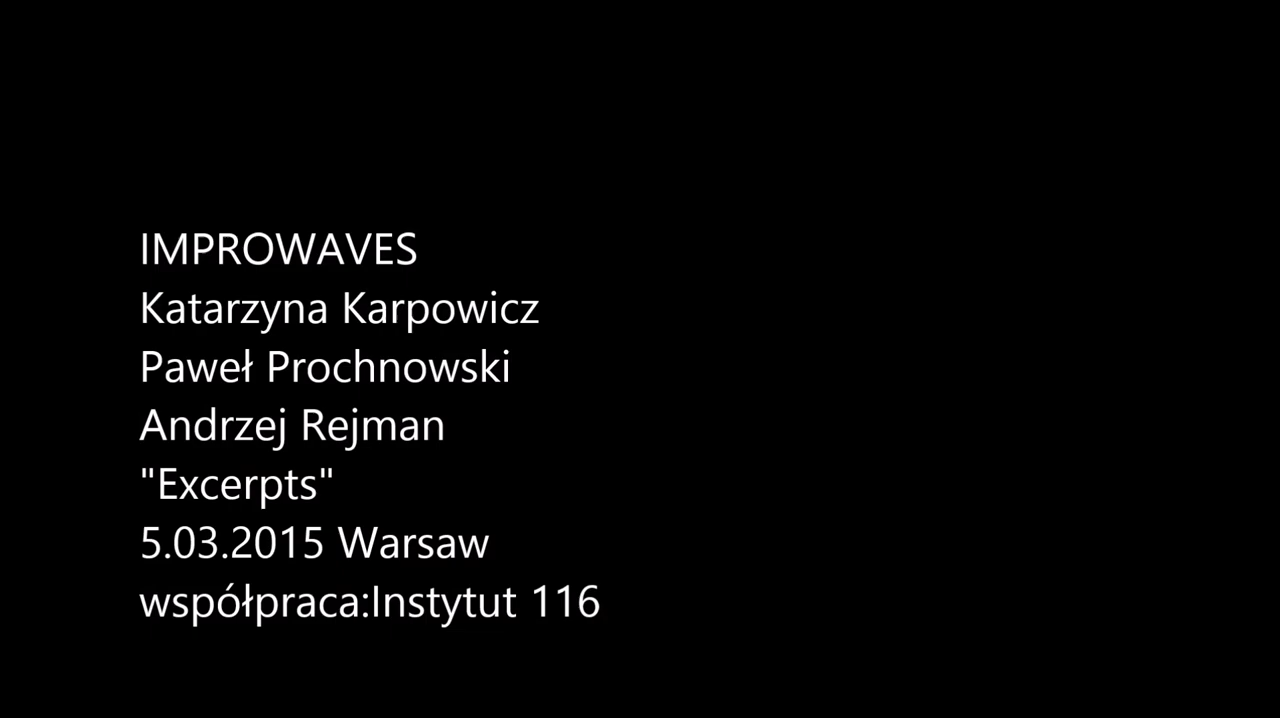 IMPROWAVES
Katarzyna Karpowicz
Paweł Prochnowski
Andrzej Rejman
"Excerpts"
5.03.2015 Warsaw
współpraca:Instytut 116